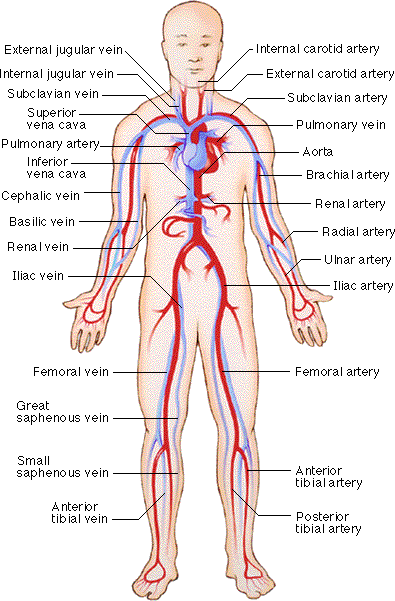 External jugular vein
Internal jugular vein
Subclavian vein
Superior
vena cava
Pulmonary artery
Inferior
vena cava
Cephalic vein
Basilic vein
Renal vein
Iliac vein
Femoral vein
Great
saphenous vein
Small
saphenous vein
Anterior
tibial vein
Internal carotid artery
External carotid artery
Subclavian artery
Pulmonary vein
Aorta
Brachial artery
Renal artery
Radial artery
Ulnar artery
Iliac artery
Femoral artery
Anterior
tibial artery
Posterior
tibial artery